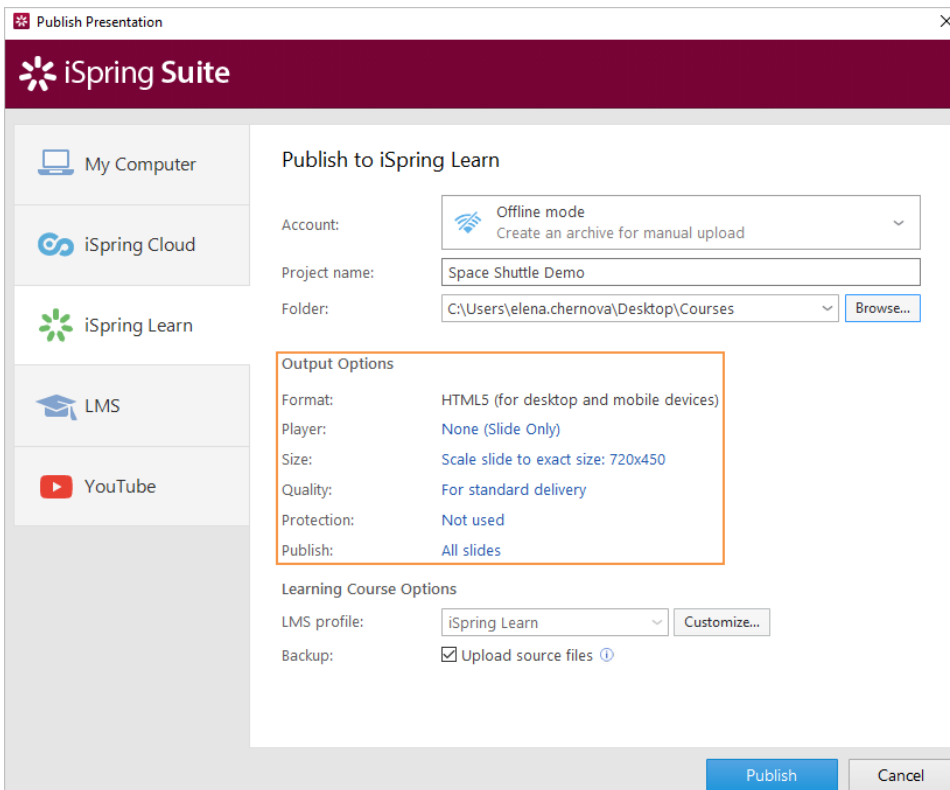 Publish Presentation
iSpring Suite
My Computer
iSpring Cloud
iSpring Learn
LMS
YouTube
Publish to iSpring Learn
Account:
Offline mode
Create an archive for manual upload
Project name: Space Shuttle Demo
Folder: C:\Users\elena.chernova\Desktop\Courses Browse...
Output Options
Format: HTML5 (for desktop and mobile devices)
Player: None (Slide Only)
Size: Scale slide to exact size: 720x450
Quality: For standard delivery
Protection: Not used
Publish: All slides
Learning Course Options
LMS profile: iSpring Learn Customize...
Backup: Upload source files
Publish Cancel